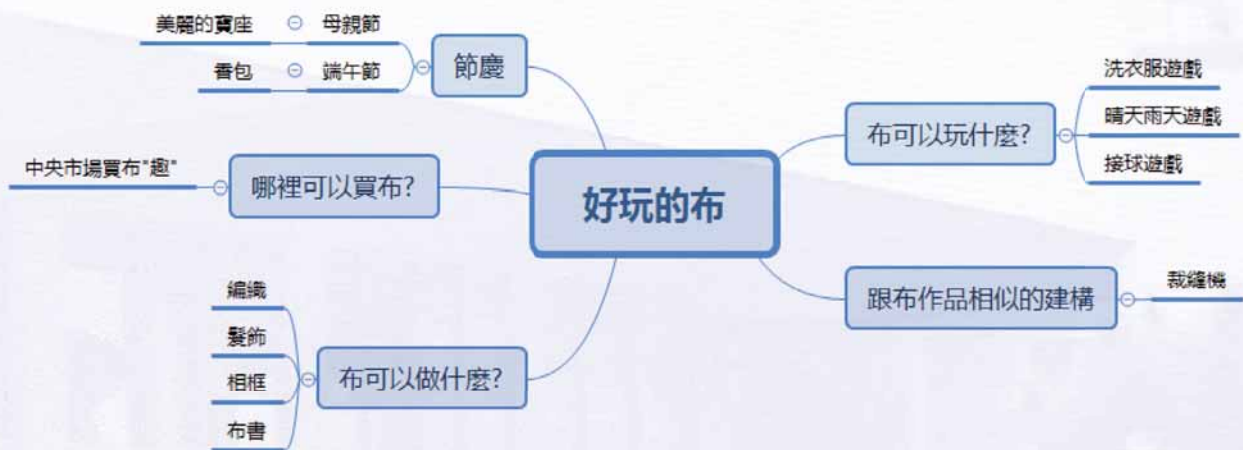 好玩的布
節慶
母親節
美麗的寶座
端午節
香包
哪裡可以買布?
中央市場買布"趣"
布可以做什麼?
編織
髮飾
相框
布書
布可以玩什麼?
洗衣服遊戲
晴天雨天遊戲
接球遊戲
跟布作品相似的建構
裁縫機